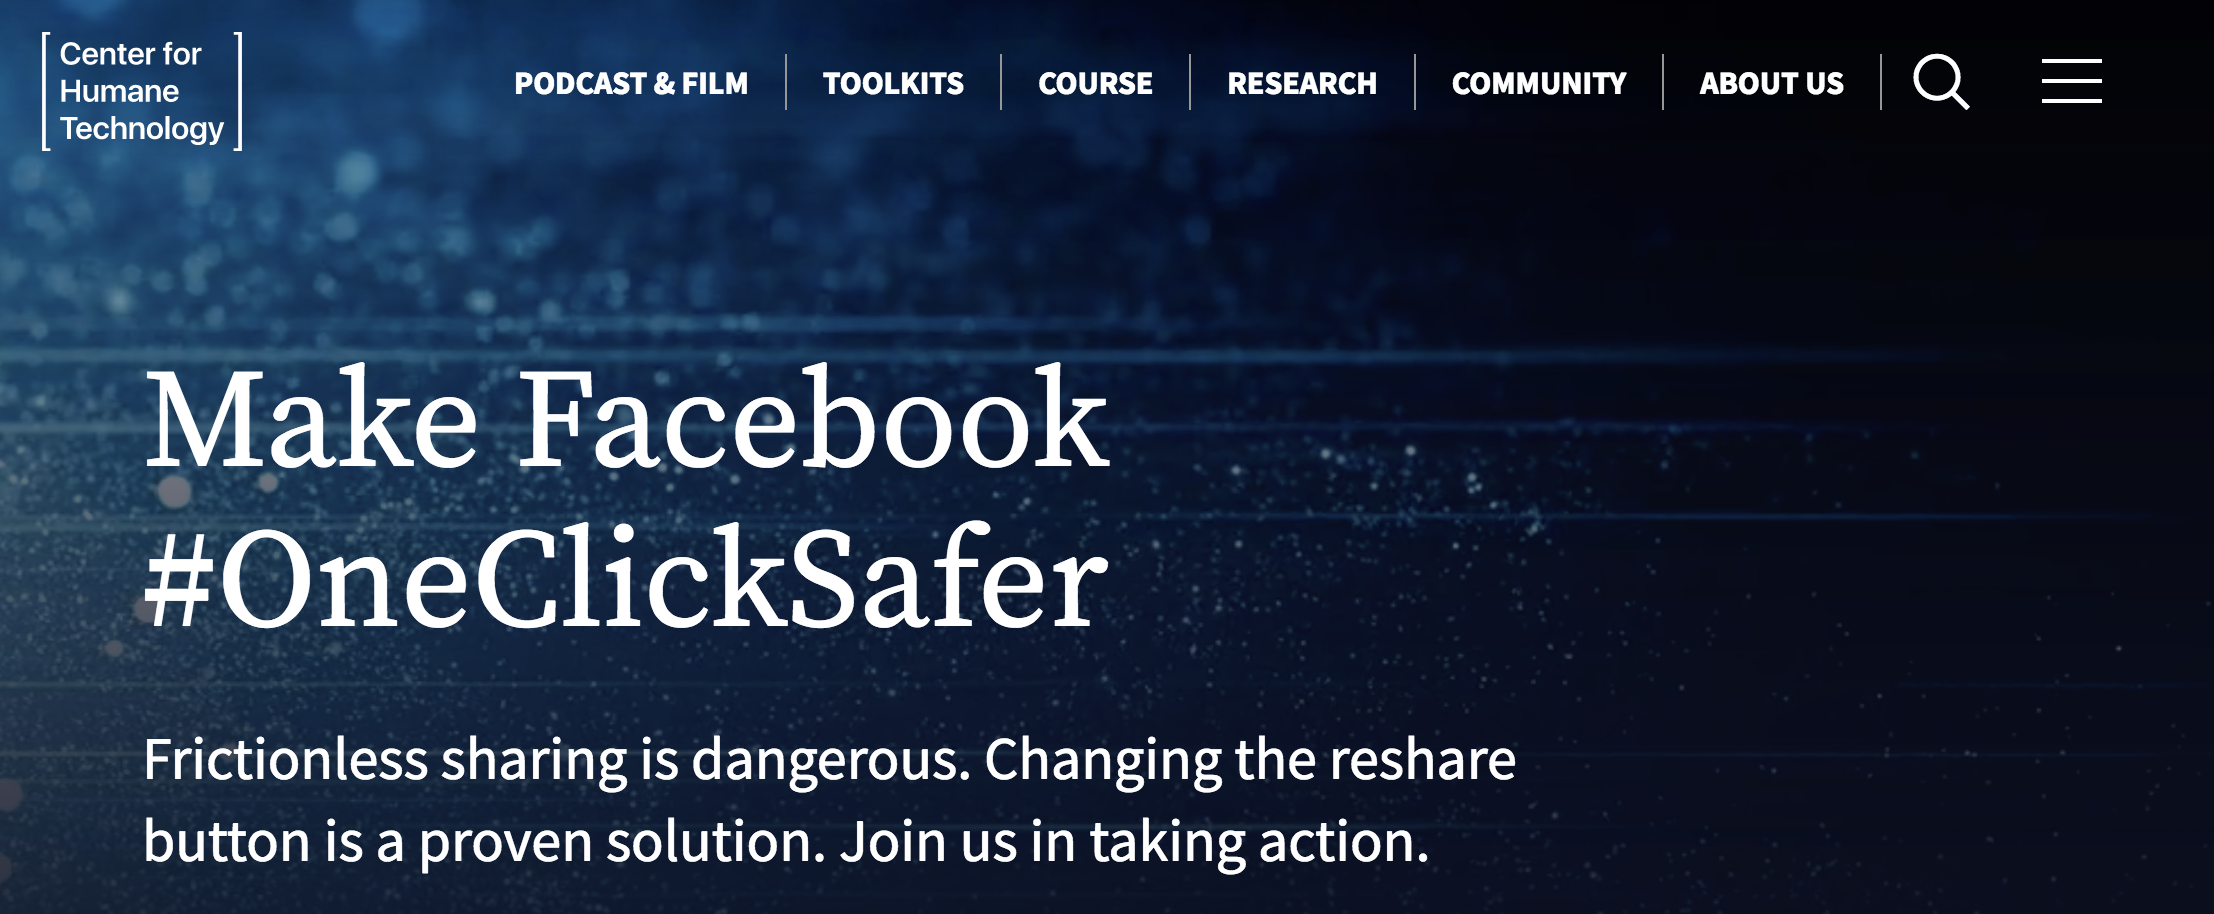 Center for
Humane
Technology
PODCAST & FILM
TOOLKITS
COURSE
RESEARCH
COMMUNITY
ABOUT US
Make Facebook
#OneClickSafer
Frictionless sharing is dangerous. Changing the reshare
button is a proven solution. Join us in taking action.